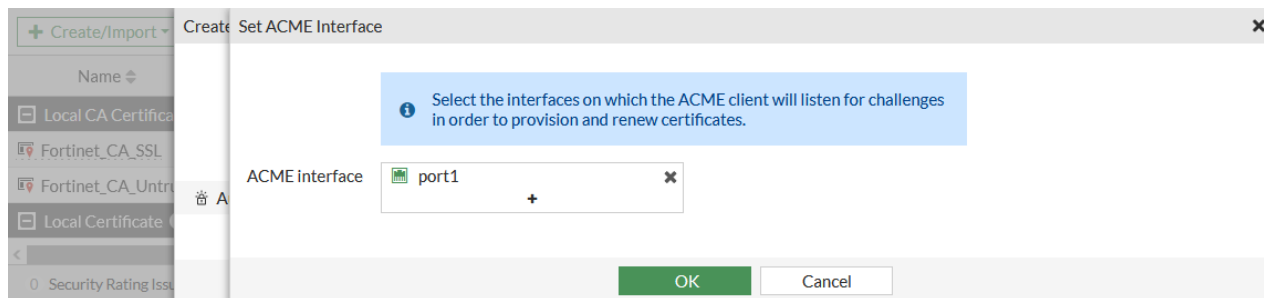 Create/Import
Create
Set ACME Interface
Name
Select the interfaces on which the ACME client will listen for challenges
in order to provision and renew certificates.
Local CA Certifica
Fortinet_CA_SSL
ACME interface
port1
Fortinet_CA_Untru
A
Local Certificate
0 Security Rating Issu
OK
Cancel